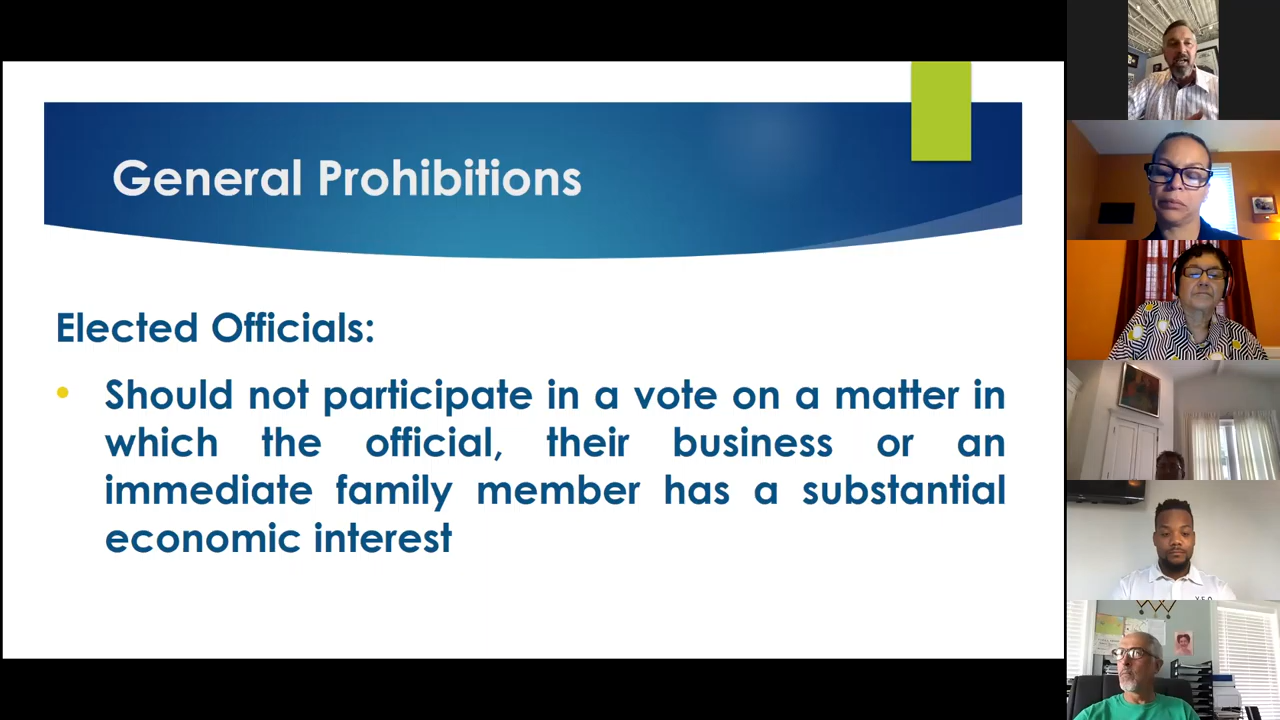 General Prohibitions
Elected Officials:
• Should not participate in a vote on a matter in
which the official, their business or an
immediate family member has a substantial
economic interest